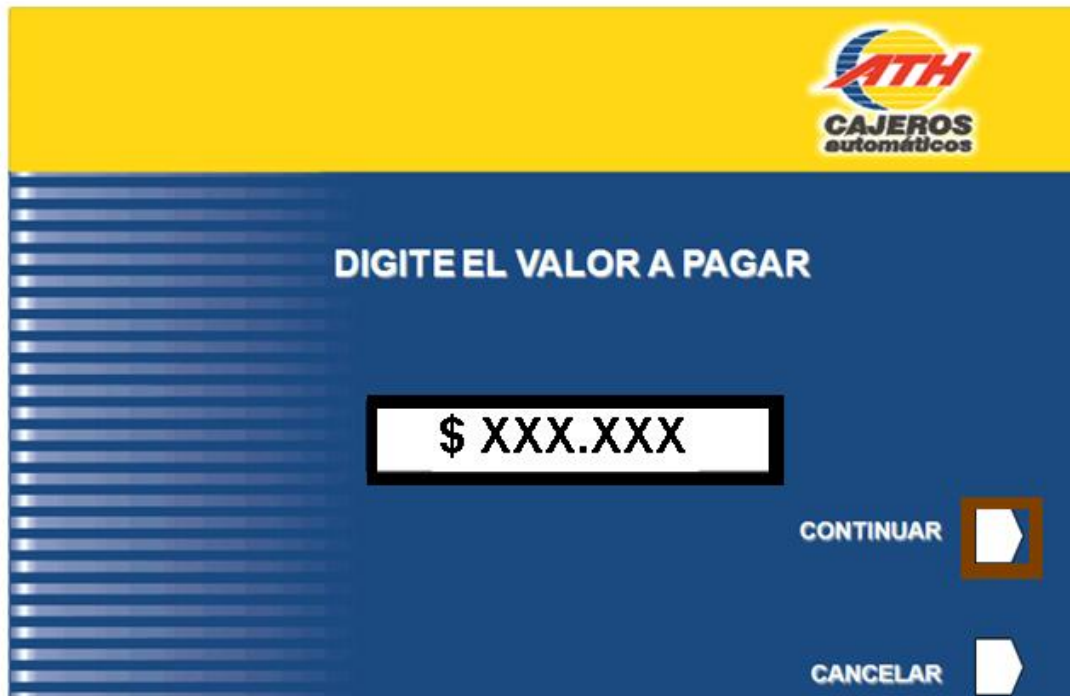 ATH
CAJEROS
automáticos
DIGITE EL VALOR A PAGAR
$ XXX.XXX
CONTINUAR
CANCELAR